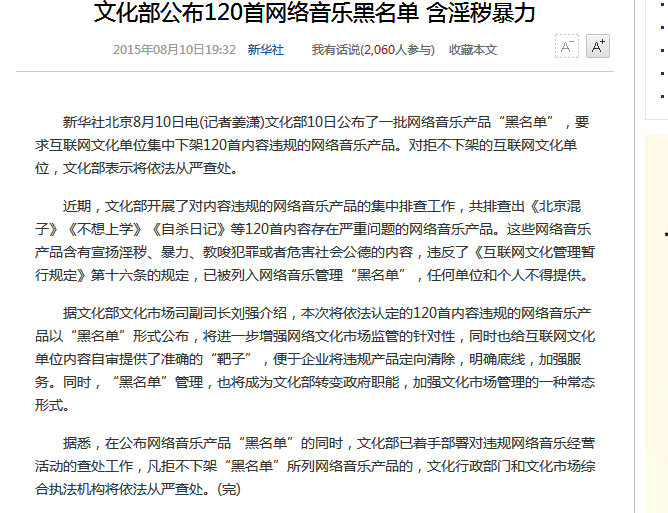 文化部公布120首网络音乐黑名单 含淫秽暴力
2015年08月10日19:32 新华社 我有话说(2,060人参与) 收藏本文 A- A+
新华社北京8月10日电(记者姜潇)文化部10日公布了一批网络音乐产品“黑名单”，要
求互联网文化单位集中下架120首内容违规的网络音乐产品。对拒不下架的互联网文化单
位，文化部表示将依法从严查处。
近期，文化部开展了对内容违规的网络音乐产品的集中排查工作，共排查出《北京混
子》《不想上学》《自杀日记》等120首内容存在严重问题的网络音乐产品。这些网络音乐
产品含有宣扬淫秽、暴力、教唆犯罪或者危害社会公德的内容，违反了《互联网文化管理暂
行规定》第十六条的规定，已被列入网络音乐管理“黑名单”，任何单位和个人不得提供。
据文化部文化市场司副司长刘强介绍，本次将依法认定的120首内容违规的网络音乐产
品以“黑名单”形式公布，将进一步增强网络文化市场监管的针对性，同时也给互联网文化
单位内容自审提供了准确的“靶子”，便于企业将违规产品定向清除，明确底线，加强服
务。同时，“黑名单”管理，也将成为文化部转变政府职能，加强文化市场管理的一种常态
形式。
据悉，在公布网络音乐产品“黑名单”的同时，文化部已着手部署对违规网络音乐经营
活动的查处工作，凡拒不下架“黑名单”所列网络音乐产品的，文化行政部门和文化市场综
合执法机构将依法从严查处。(完)